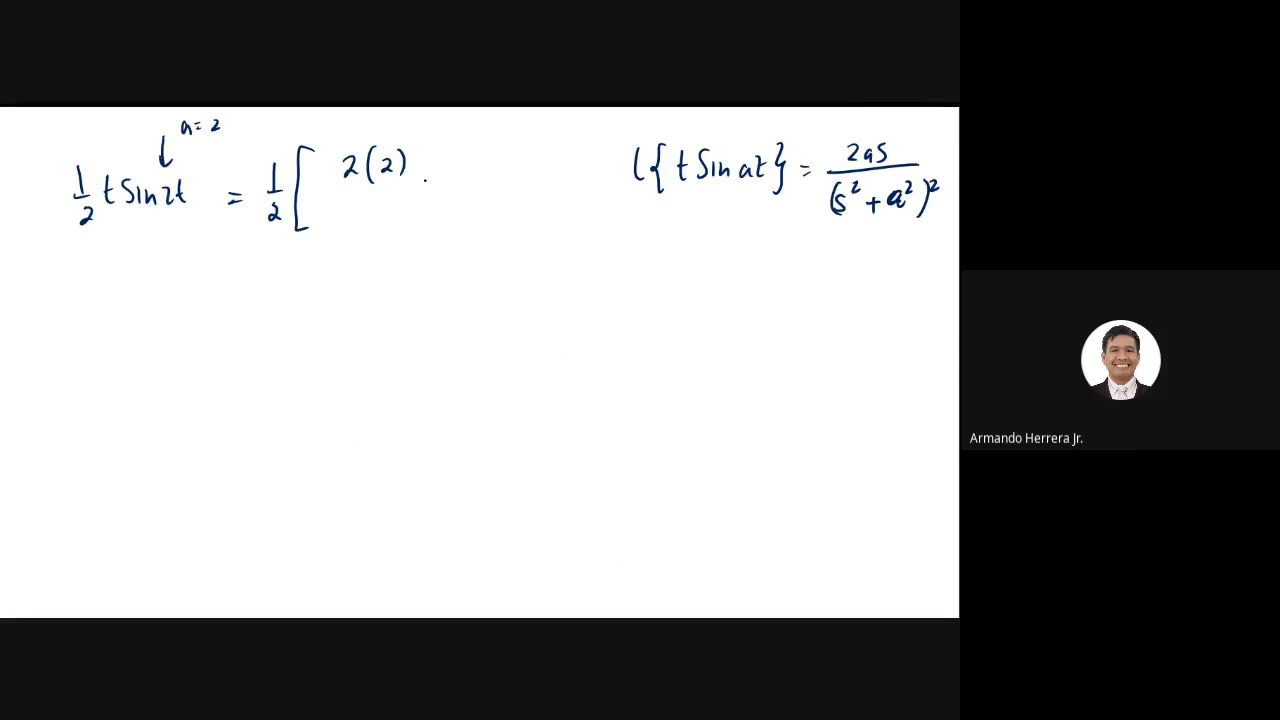 a = 2
1/2 t Sin 2t = 1/2 [ 2(2)
L{ t Sin at } = 2as / (s² + a²)²
Armando Herrera Jr.